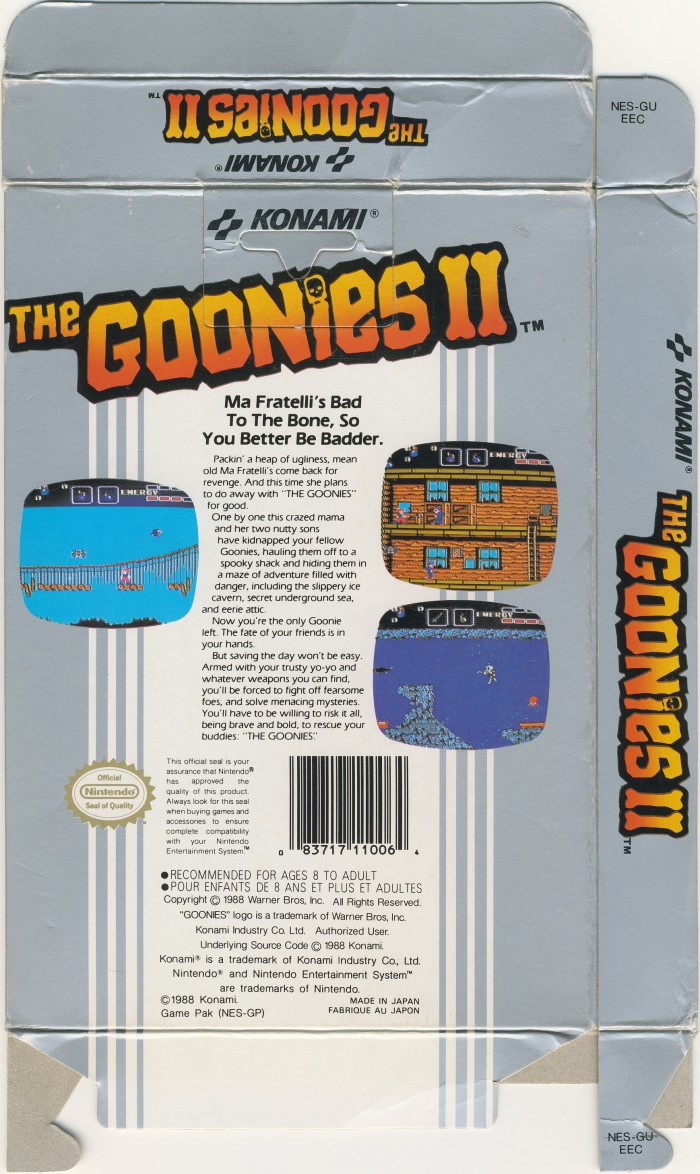 THE GOONIES II ™
KONAMI®
NES-GU
EEC
KONAMI®
THE GOONIES II ™
Ma Fratelli's Bad
To The Bone, So
You Better Be Badder.
Packin' a heap of ugliness, mean
old Ma Fratelli's come back for
revenge. And this time she plans
to do away with "THE GOONIES"
for good.
One by one this crazed mama
and her two nutty sons
have kidnapped your fellow
Goonies, hauling them off to a
spooky shack and hiding them in
a maze of adventure filled with
danger, including the slippery ice
cavern, secret underground sea,
and eerie attic.
Now you're the only Goonie
left. The fate of your friends is in
your hands.
But saving the day won't be easy.
Armed with your trusty yo-yo and
whatever weapons you can find,
you'll be forced to fight off fearsome
foes, and solve menacing mysteries.
You'll have to be willing to risk it all,
being brave and bold, to rescue your
buddies: "THE GOONIES."
ENERGY
ENERGY
ENERGY
Official
Nintendo
Seal of Quality
This official seal is your
assurance that Nintendo®
has approved the
quality of this product.
Always look for this seal
when buying games and
accessories to ensure
complete compatibility
with your Nintendo
Entertainment System.™
0 83717 11006 4
●RECOMMENDED FOR AGES 8 TO ADULT
●POUR ENFANTS DE 8 ANS ET PLUS ET ADULTES
Copyright © 1988 Warner Bros, Inc. All Rights Reserved.
"GOONIES" logo is a trademark of Warner Bros, Inc.
Konami Industry Co. Ltd. Authorized User.
Underlying Source Code © 1988 Konami.
Konami® is a trademark of Konami Industry Co., Ltd.
Nintendo® and Nintendo Entertainment System™
are trademarks of Nintendo.
©1988 Konami.
Game Pak (NES-GP)
MADE IN JAPAN
FABRIQUE AU JAPON
KONAMI®
THE GOONIES II ™
NES-GU
EEC